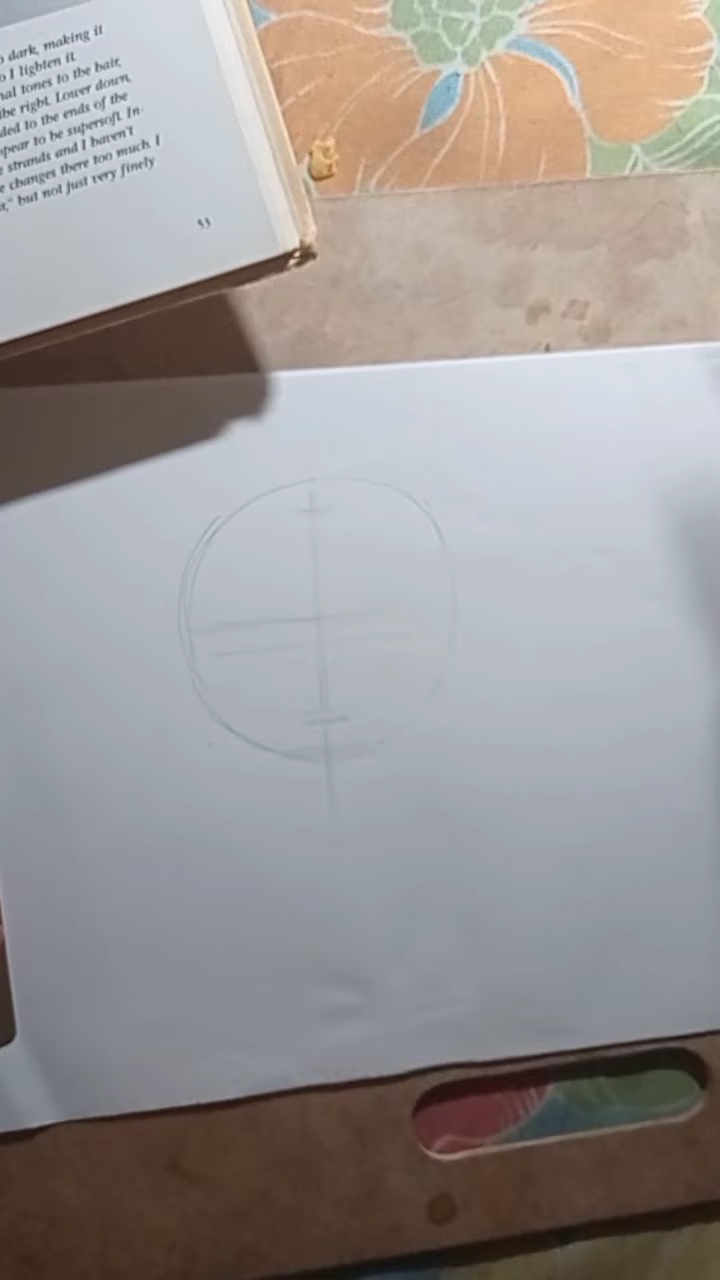 dark, making it
I lighten it.
nal tones to the hair,
the right. Lower down,
ded to the ends of the
pear to be supersoft. In-
strands and I haven't
changes there too much. I
," but not just very finely
53